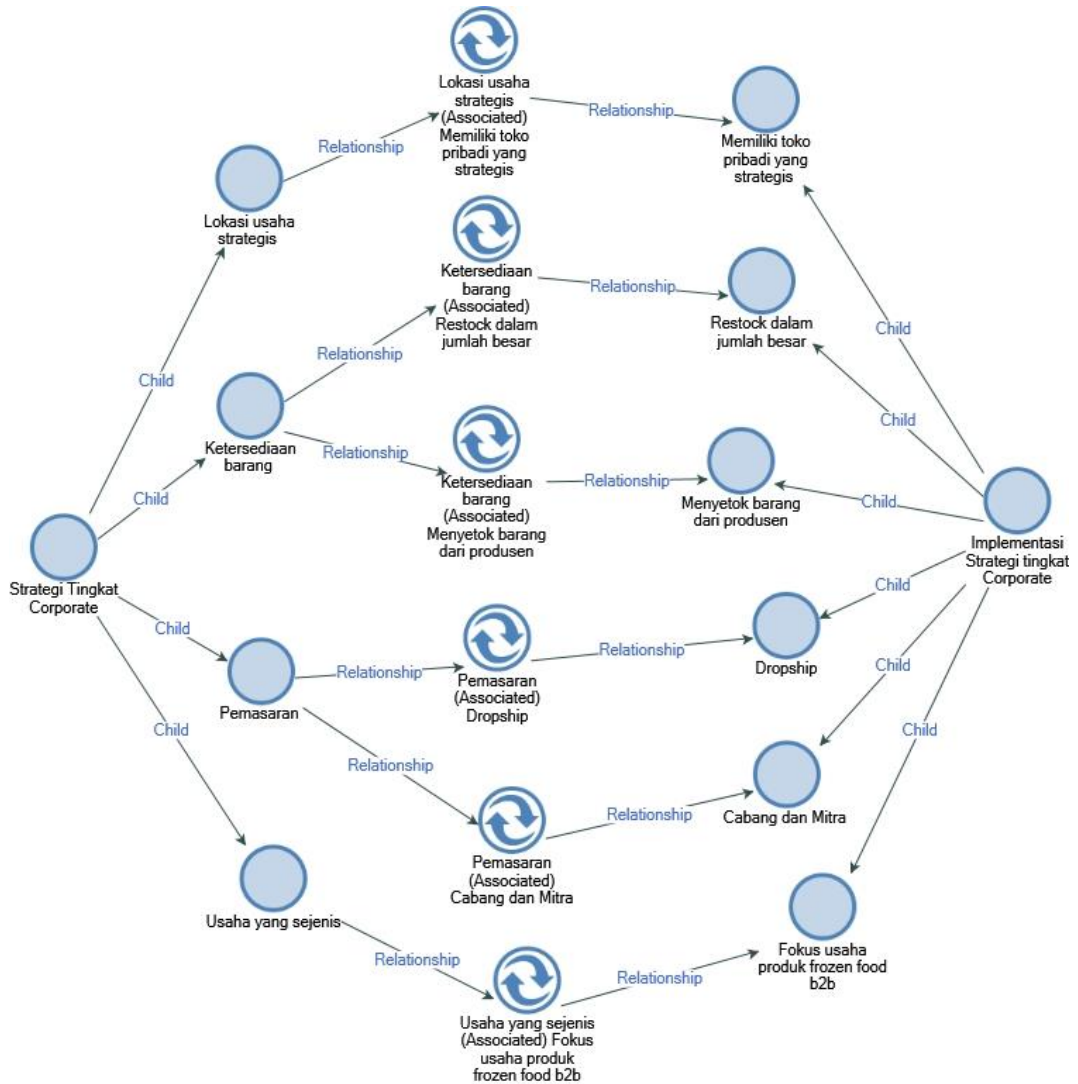 Lokasi usaha
strategis
(Associated)
Memiliki toko
pribadi yang
strategis
Relationship
Memiliki toko
pribadi yang
strategis
Relationship
Lokasi usaha
strategis
Ketersediaan
barang
(Associated)
Restock dalam
jumlah besar
Relationship
Restock dalam
jumlah besar
Child
Relationship
Child
Child
Ketersediaan
barang
Relationship
Ketersediaan
barang
(Associated)
Menyetok barang
dari produsen
Relationship
Menyetok barang
dari produsen
Child
Child
Strategi Tingkat
Corporate
Implementasi
Strategi tingkat
Corporate
Child
Pemasaran
Relationship
Pemasaran
(Associated)
Dropship
Relationship
Dropship
Child
Child
Child
Relationship
Pemasaran
(Associated)
Cabang dan Mitra
Relationship
Cabang dan Mitra
Child
Usaha yang sejenis
Relationship
Usaha yang sejenis
(Associated) Fokus
usaha produk
frozen food b2b
Relationship
Fokus usaha
produk frozen food
b2b